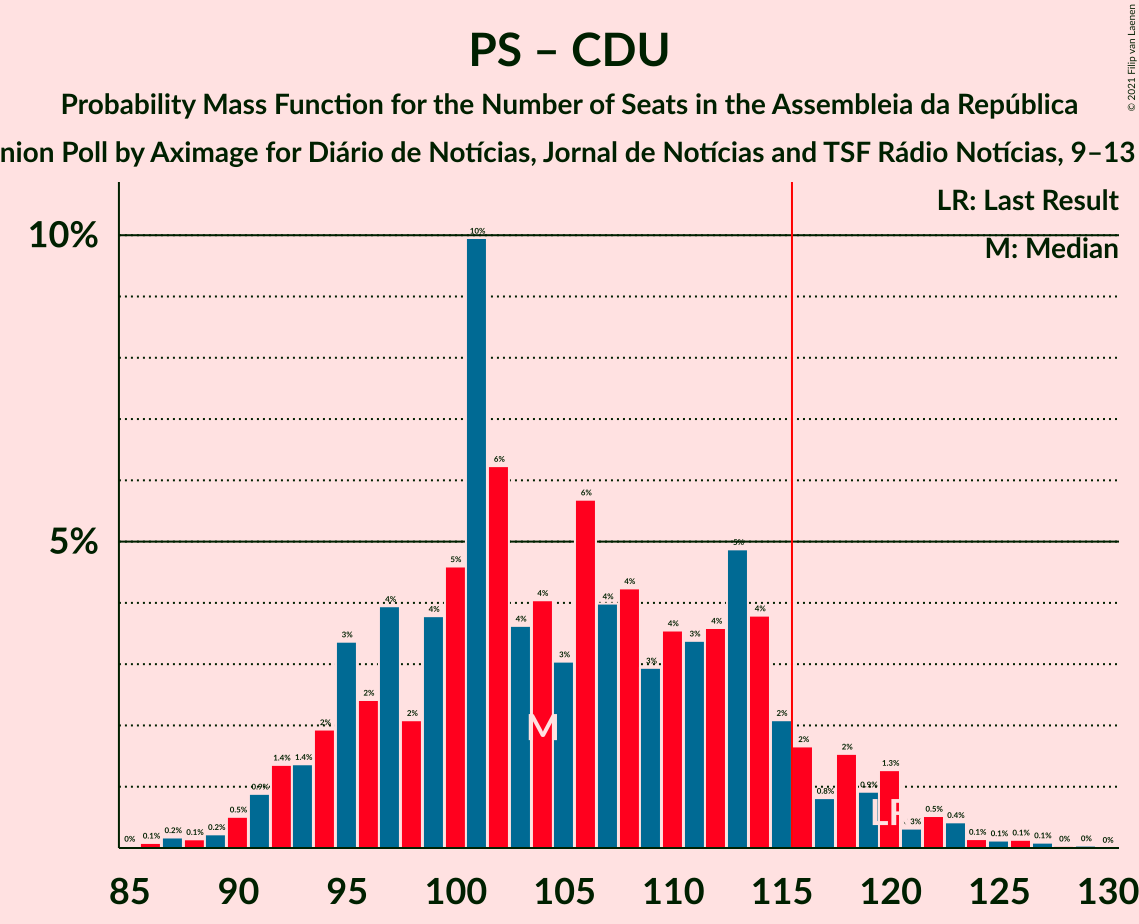 PS – CDU
Probability Mass Function for the Number of Seats in the Assembleia da República
nion Poll by Aximage for Diário de Notícias, Jornal de Notícias and TSF Rádio Notícias, 9–13
© 2021 Filip van Laenen
LR: Last Result
M: Median
10%
5%
0% 0.1% 0.2% 0.1% 0.2% 0.5% 0.9% 1.4% 1.4% 2% 3% 2% 4% 2% 4% 5% 10% 6% 4% 4% 3% 6% 4% 4% 3% 4% 3% 4% 5% 4% 2% 2% 0.8% 2% 0.9% 1.3% 3% 0.5% 0.4% 0.1% 0.1% 0.1% 0.1% 0% 0% 0%
M
LR
85 90 95 100 105 110 115 120 125 130